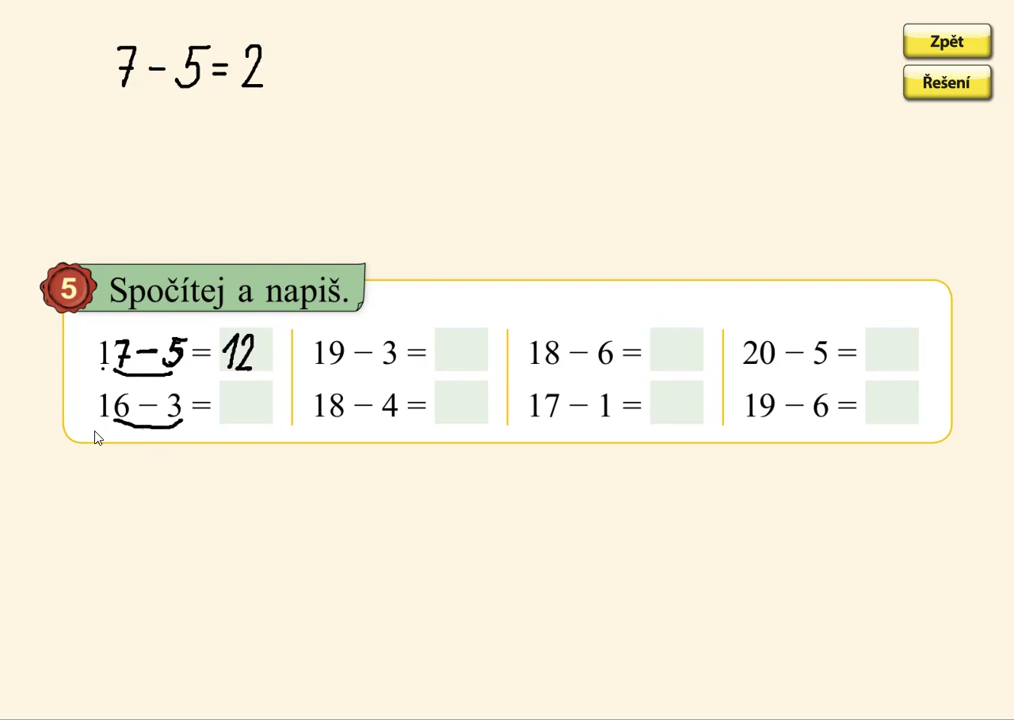 7 - 5 = 2
Zpět
Řešení
5 Spočítej a napiš.
17 - 5 = 12
19 − 3 =
18 − 6 =
20 − 5 =
16 − 3 =
18 − 4 =
17 − 1 =
19 − 6 =